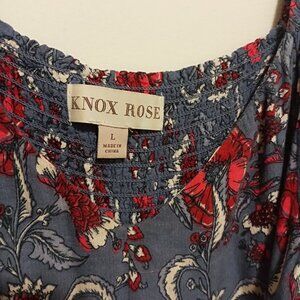 KNOX ROSE
L
MADE IN
CHINA